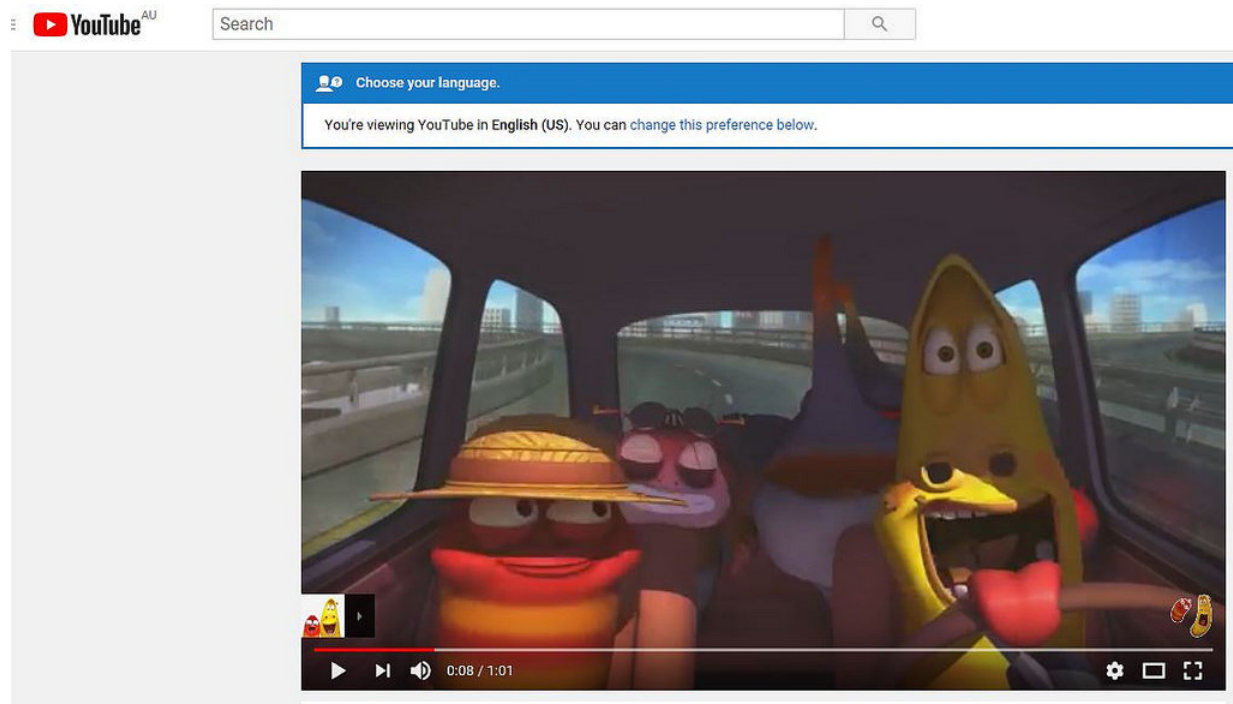 YouTube AU
Search
Choose your language.
You're viewing YouTube in English (US). You can change this preference below.
0:08 / 1:01